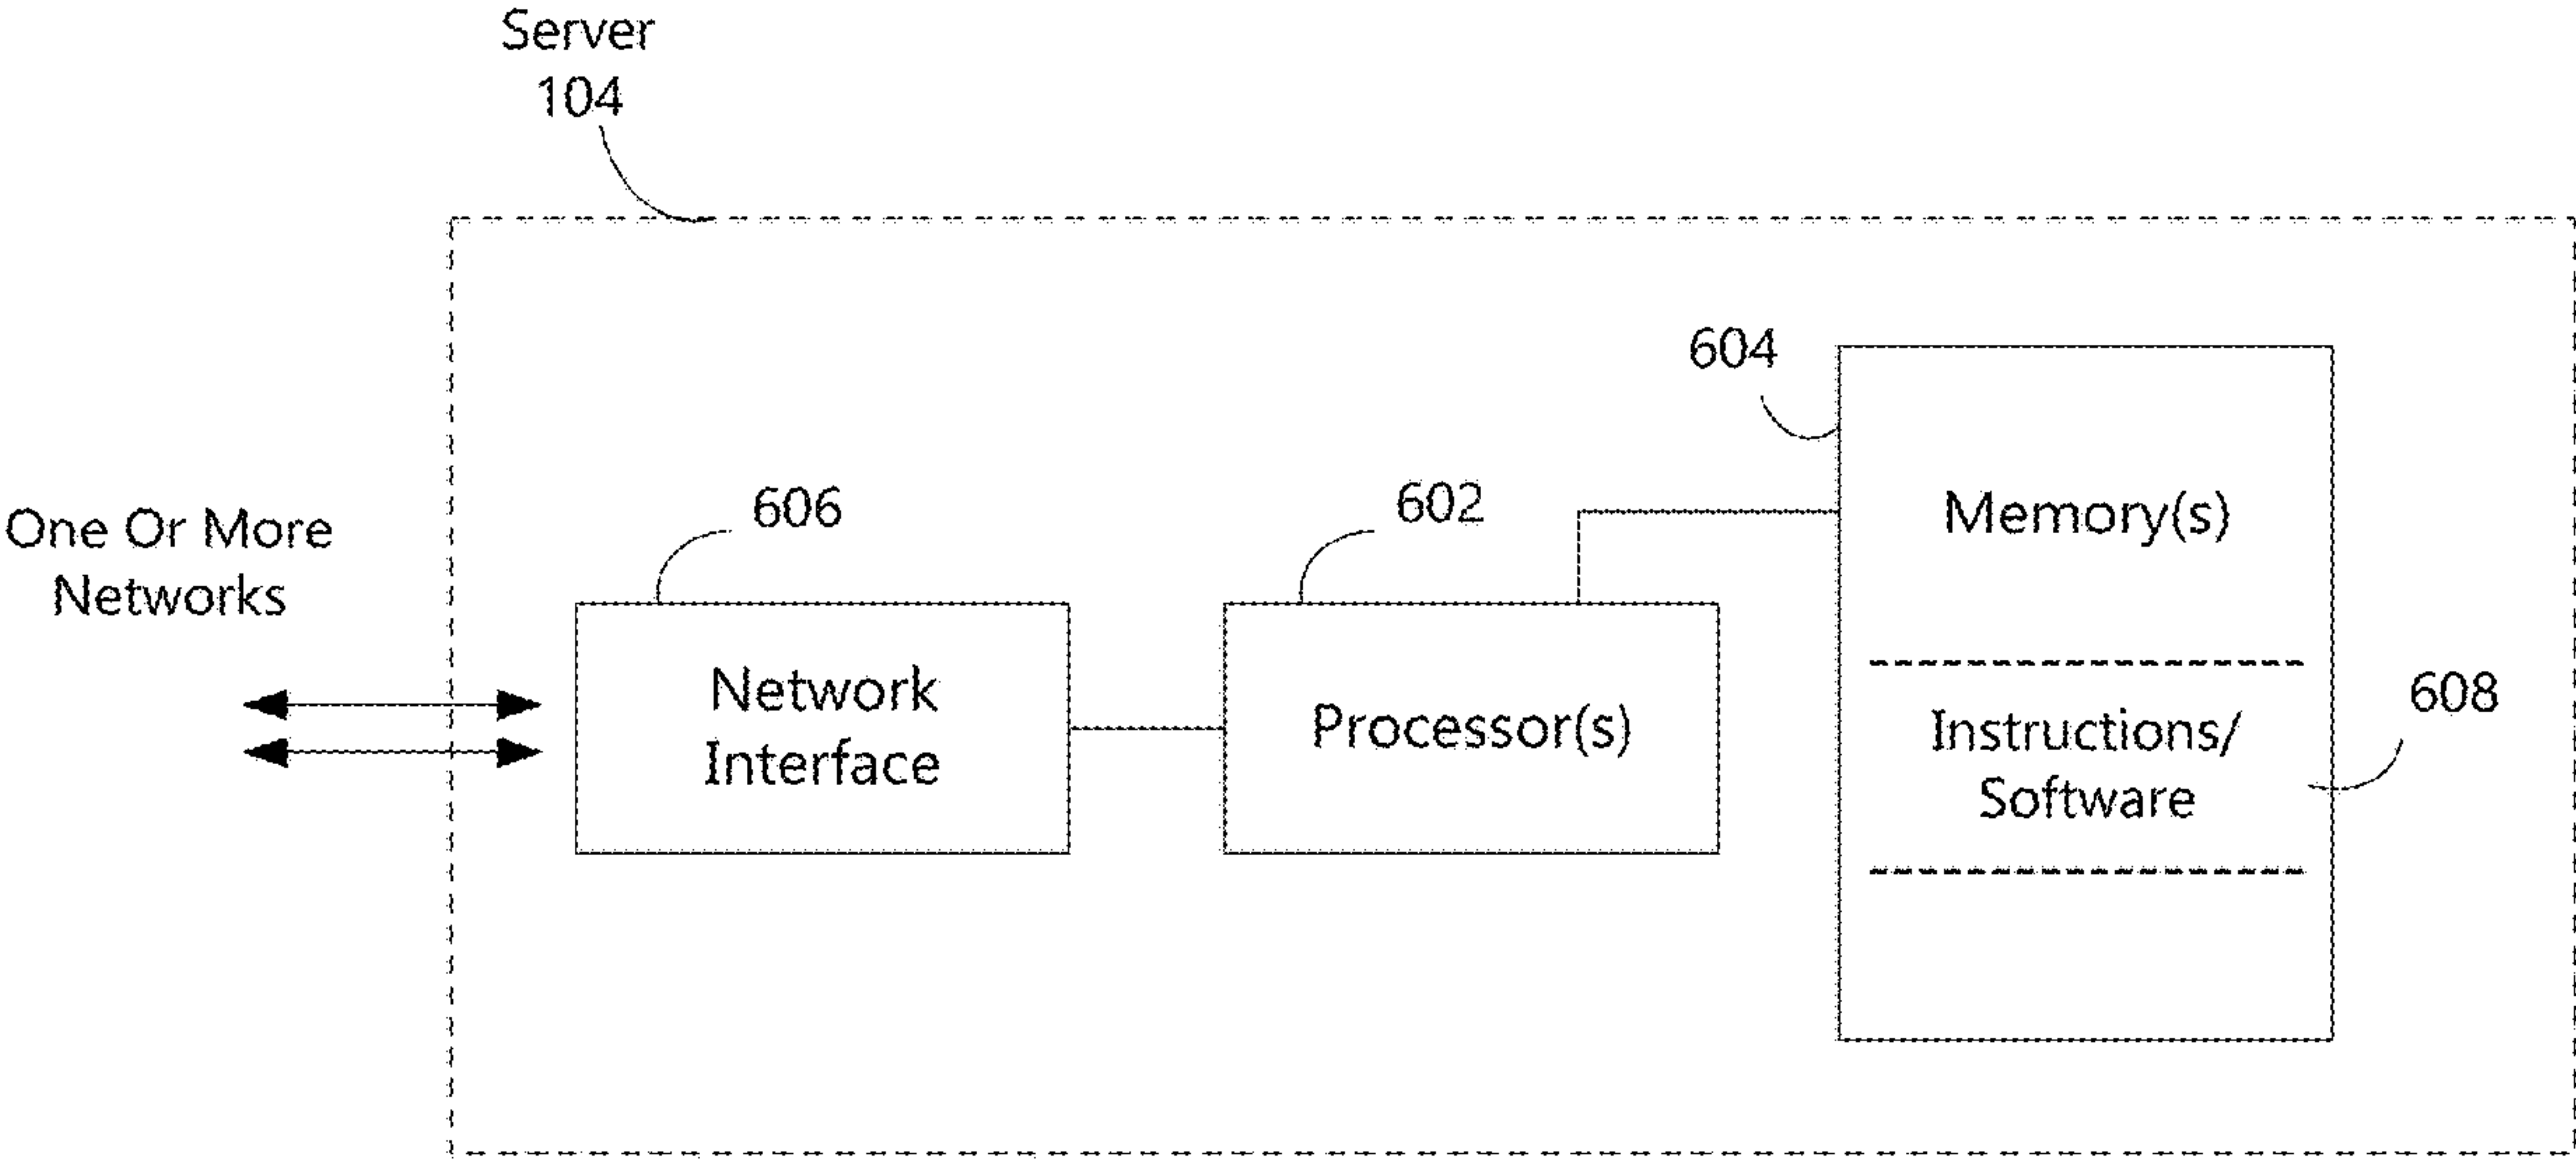 Server
104
604
606
602
One Or More
Networks
Memory(s)
Network
Interface
Processor(s)
608
Instructions/
Software